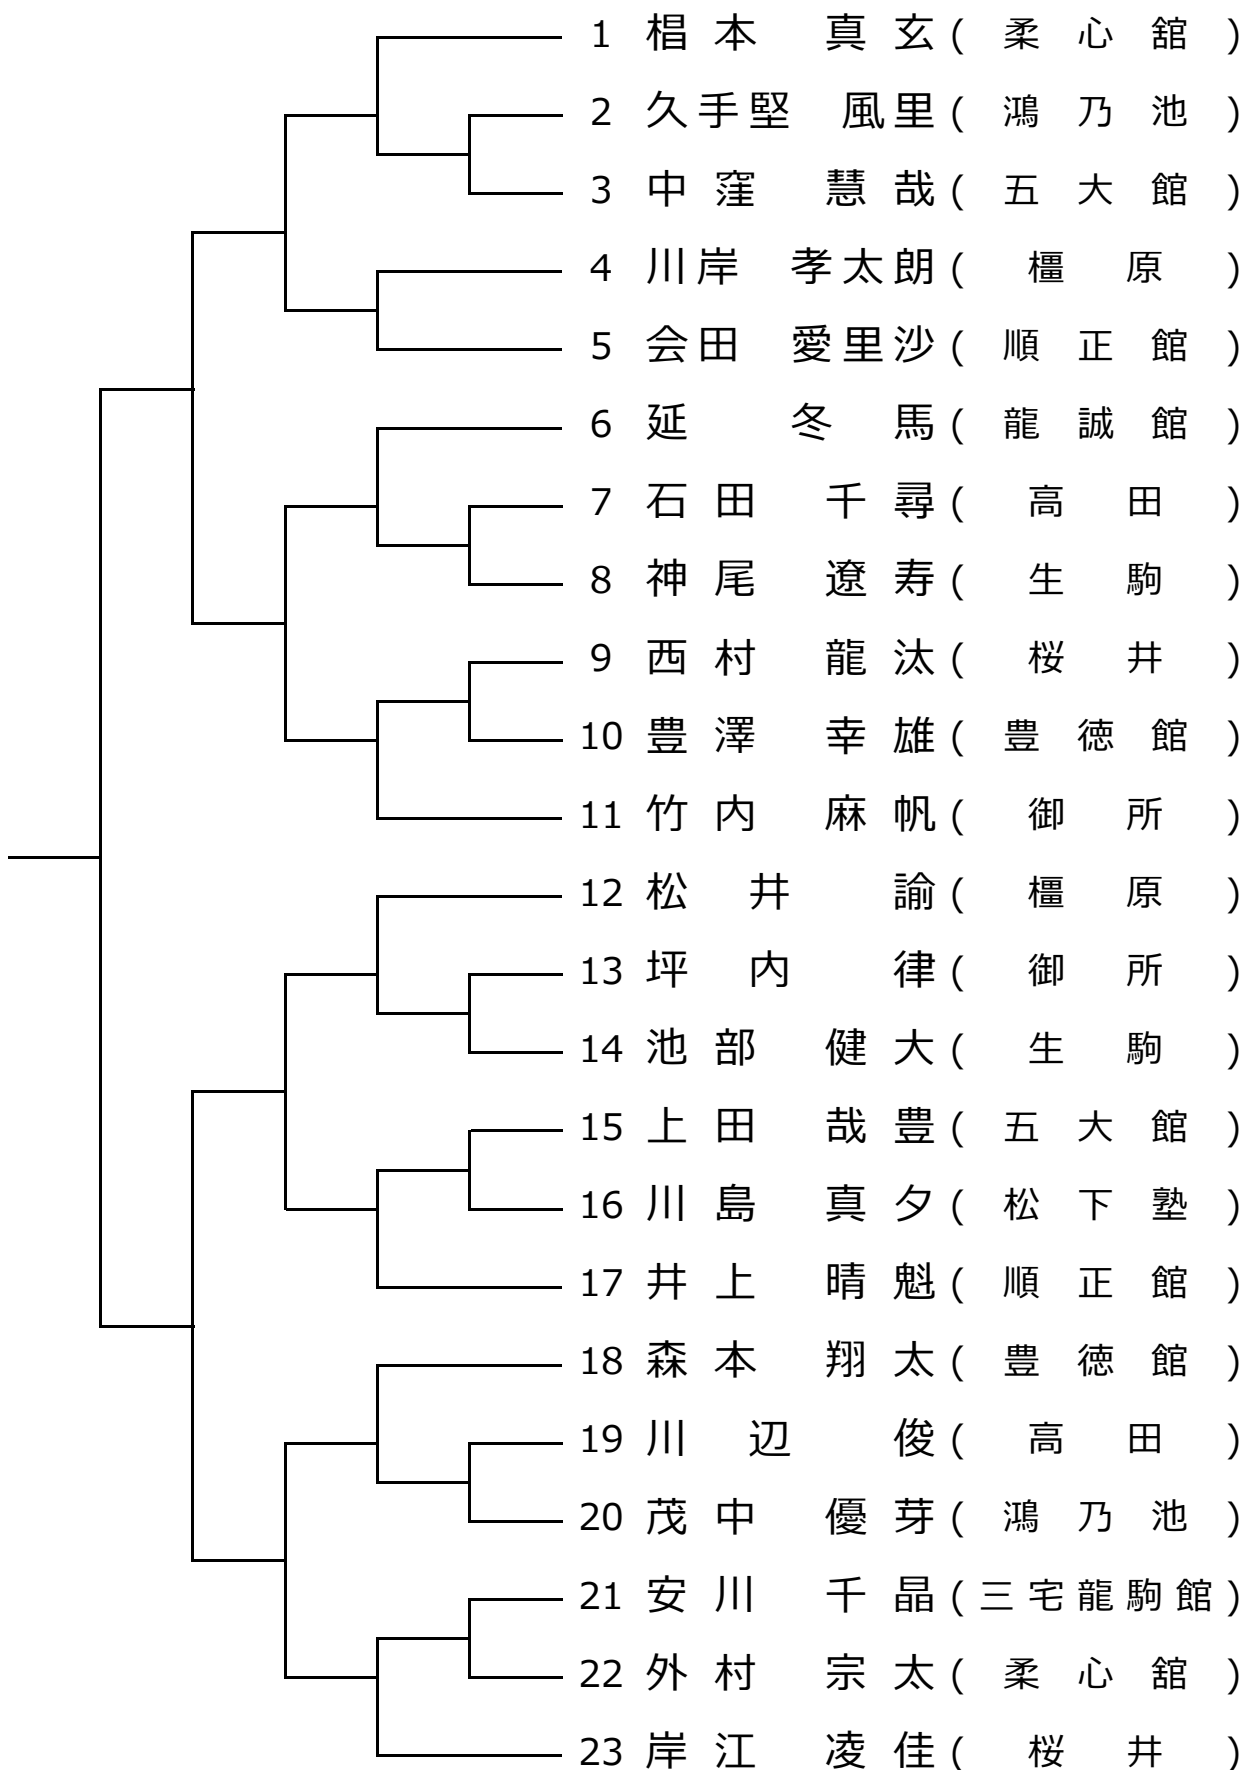 1 椙本 真玄 ( 柔心舘 )
2 久手堅 風里 ( 鴻乃池 )
3 中窪 慧哉 ( 五大館 )
4 川岸 孝太朗 ( 橿原 )
5 会田 愛里沙 ( 順正館 )
6 延 冬馬 ( 龍誠館 )
7 石田 千尋 ( 高田 )
8 神尾 遼寿 ( 生駒 )
9 西村 龍汰 ( 桜井 )
10 豊澤 幸雄 ( 豊徳館 )
11 竹内 麻帆 ( 御所 )
12 松井 諭 ( 橿原 )
13 坪内 律 ( 御所 )
14 池部 健大 ( 生駒 )
15 上田 哉豊 ( 五大館 )
16 川島 真夕 ( 松下塾 )
17 井上 晴魁 ( 順正館 )
18 森本 翔太 ( 豊徳館 )
19 川辺 俊 ( 高田 )
20 茂中 優芽 ( 鴻乃池 )
21 安川 千晶 ( 三宅龍駒館 )
22 外村 宗太 ( 柔心舘 )
23 岸江 凌佳 ( 桜井 )